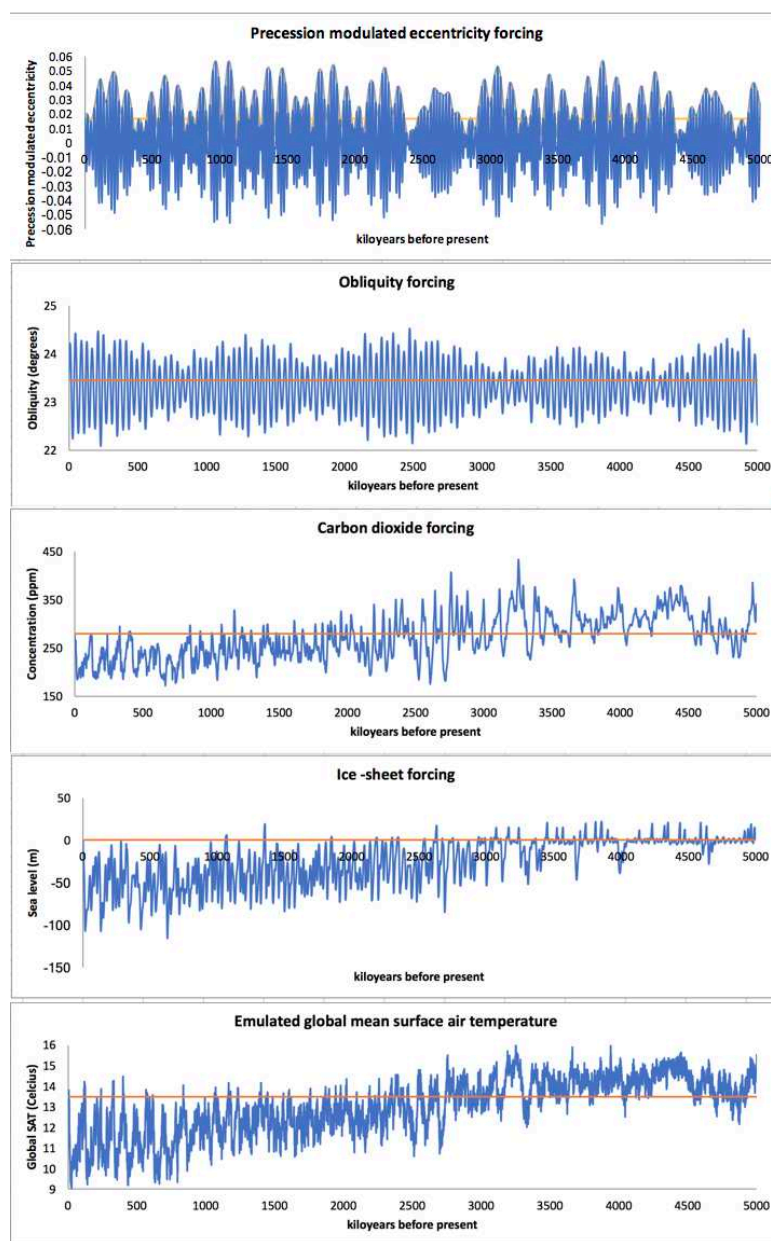 Precession modulated eccentricity forcing
Precession modulated eccentricity
0.06
0.05
0.04
0.03
0.02
0.01
0
-0.01
-0.02
-0.03
-0.04
-0.05
-0.06
0 500 1000 1500 2000 2500 3000 3500 4000 4500 5000
kiloyears before present
Obliquity forcing
Obliquity (degrees)
25
24
23
22
0 500 1000 1500 2000 2500 3000 3500 4000 4500 5000
kiloyears before present
Carbon dioxide forcing
Concentration (ppm)
450
350
250
150
0 500 1000 1500 2000 2500 3000 3500 4000 4500 5000
kiloyears before present
Ice -sheet forcing
Sea level (m)
50
0
-50
-100
-150
0 500 1000 1500 2000 2500 3000 3500 4000 4500 5000
kiloyears before present
Emulated global mean surface air temperature
Global SAT (Celcius)
16
15
14
13
12
11
10
9
0 500 1000 1500 2000 2500 3000 3500 4000 4500 5000
kiloyears before present